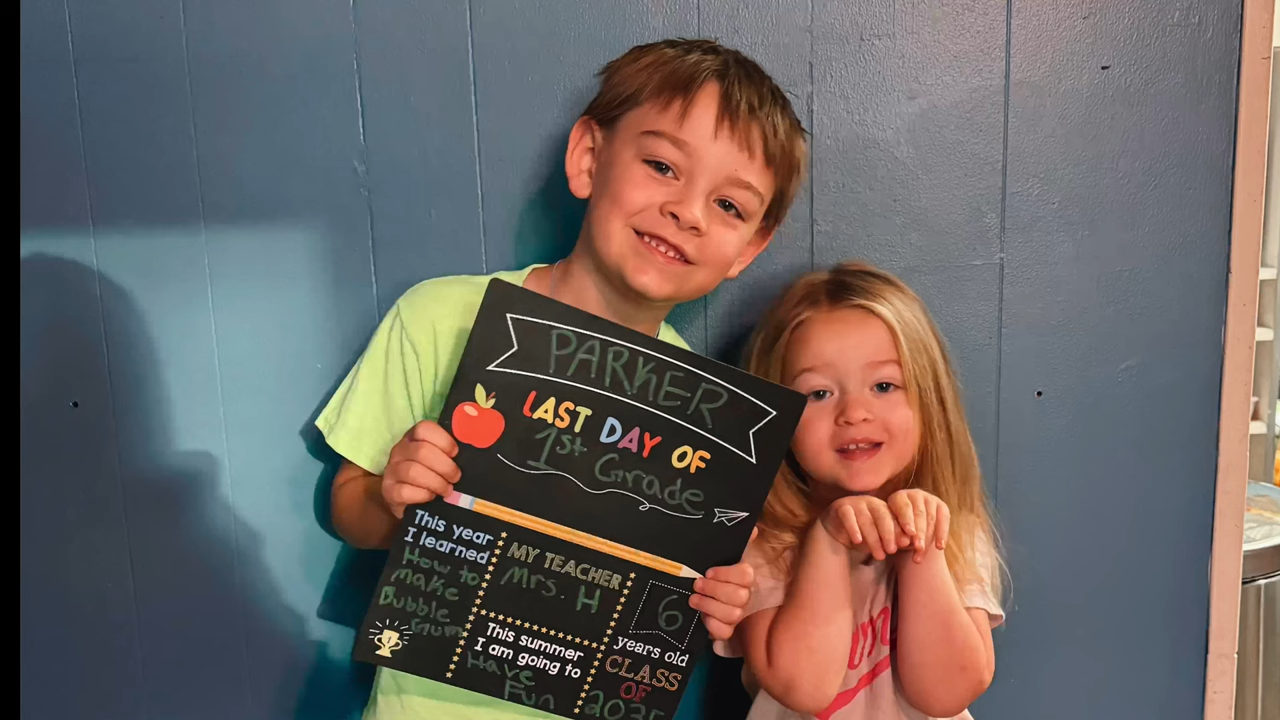 PARKER
LAST DAY OF
1st Grade
This year
I learned
How to
make
Bubble
Gum
MY TEACHER
Mrs. H
This summer
I am going to
Have
Fun
6
years old
CLASS
OF